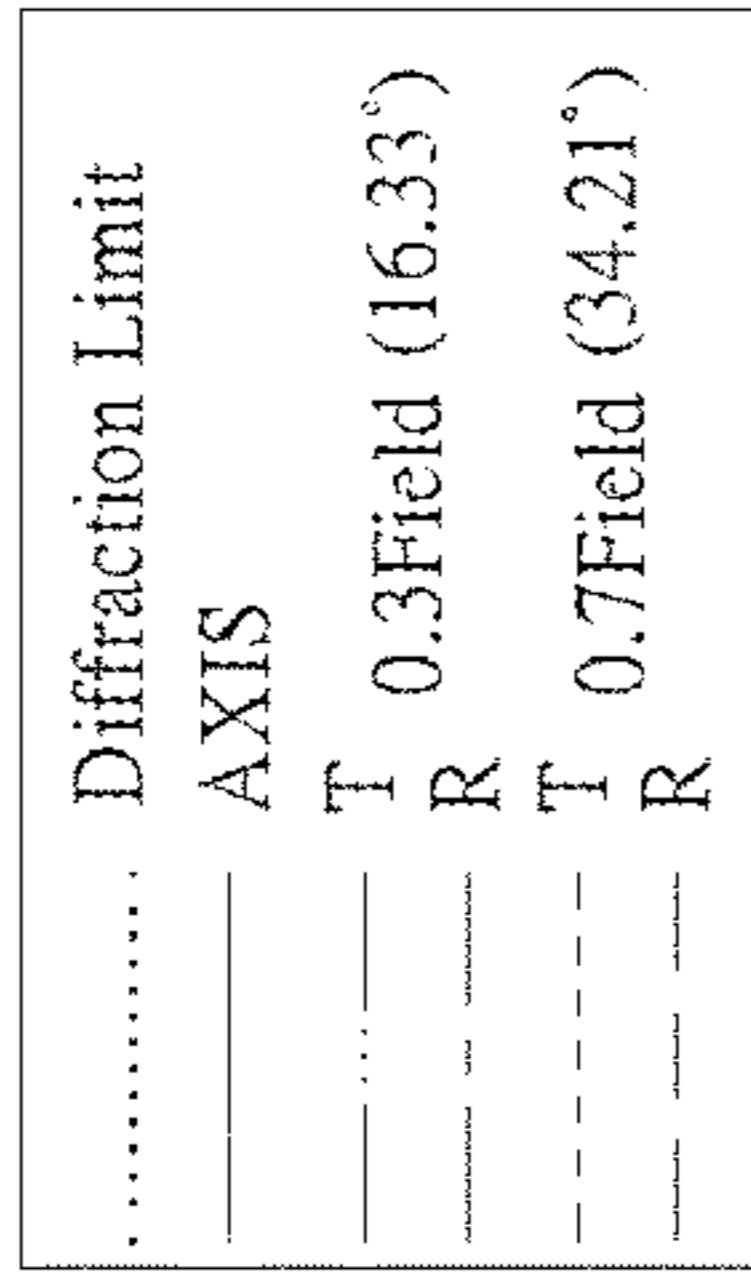 Diffraction Limit
AXIS
T 0.3Field (16.33°)
R
T 0.7Field (34.21°)
R